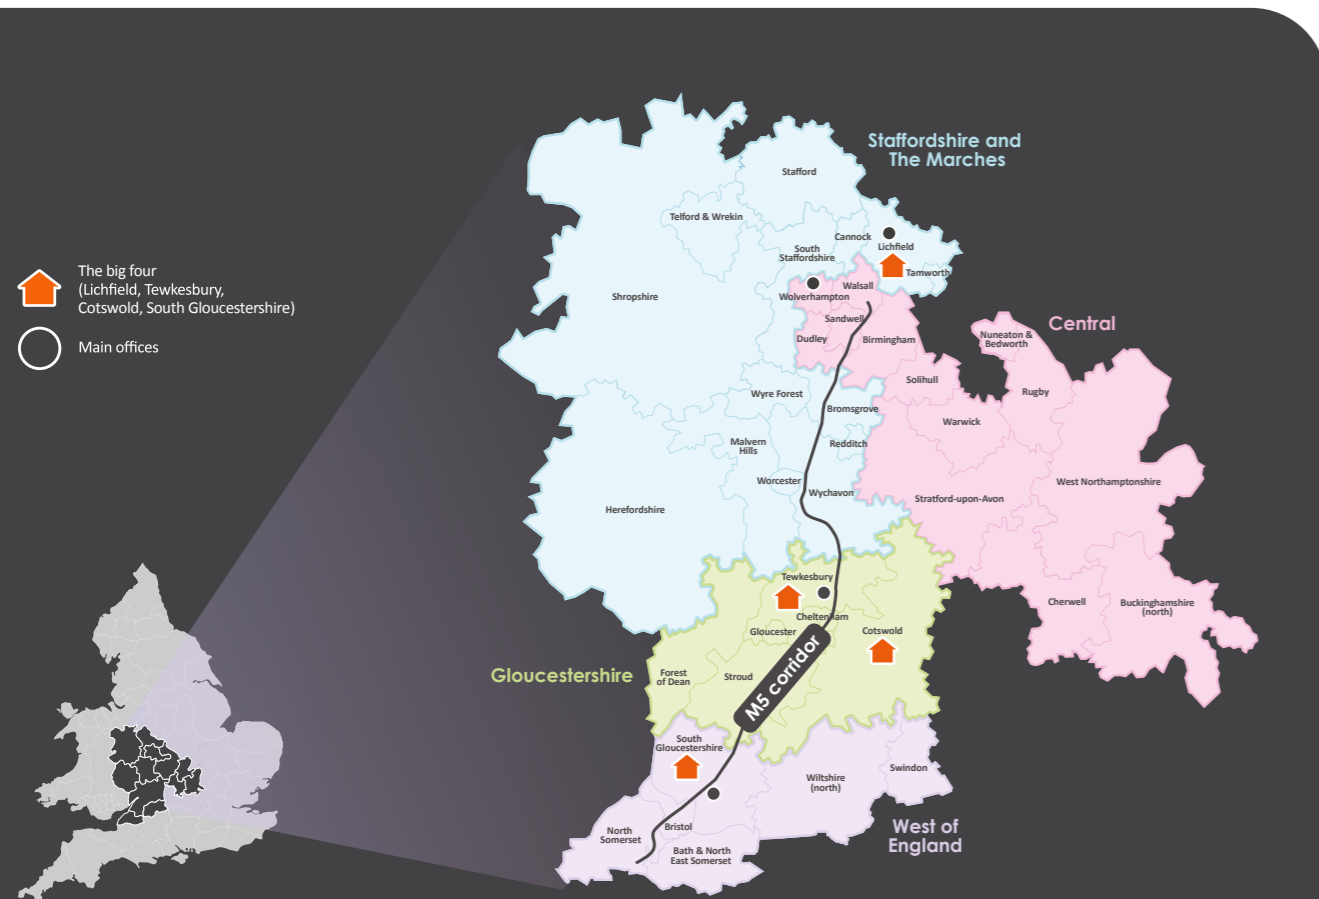 The big four
(Lichfield, Tewkesbury,
Cotswold, South Gloucestershire)
Main offices
Staffordshire and
The Marches
Stafford
Telford & Wrekin
Cannock
Lichfield
South
Staffordshire
Tamworth
Shropshire
Walsall
Wolverhampton
Sandwell
Dudley
Birmingham
Central
Nuneaton &
Bedworth
Solihull
Rugby
Wyre Forest
Bromsgrove
Warwick
Malvern
Hills
Redditch
Worcester
Wychavon
West Northamptonshire
Stratford-upon-Avon
Herefordshire
Tewkesbury
Cheltenham
Gloucester
Cotswold
Cherwell
Buckinghamshire
(north)
Gloucestershire
Forest
of Dean
Stroud
M5 corridor
South
Gloucestershire
Wiltshire
(north)
Swindon
North
Somerset
Bristol
Bath & North
East Somerset
West of
England